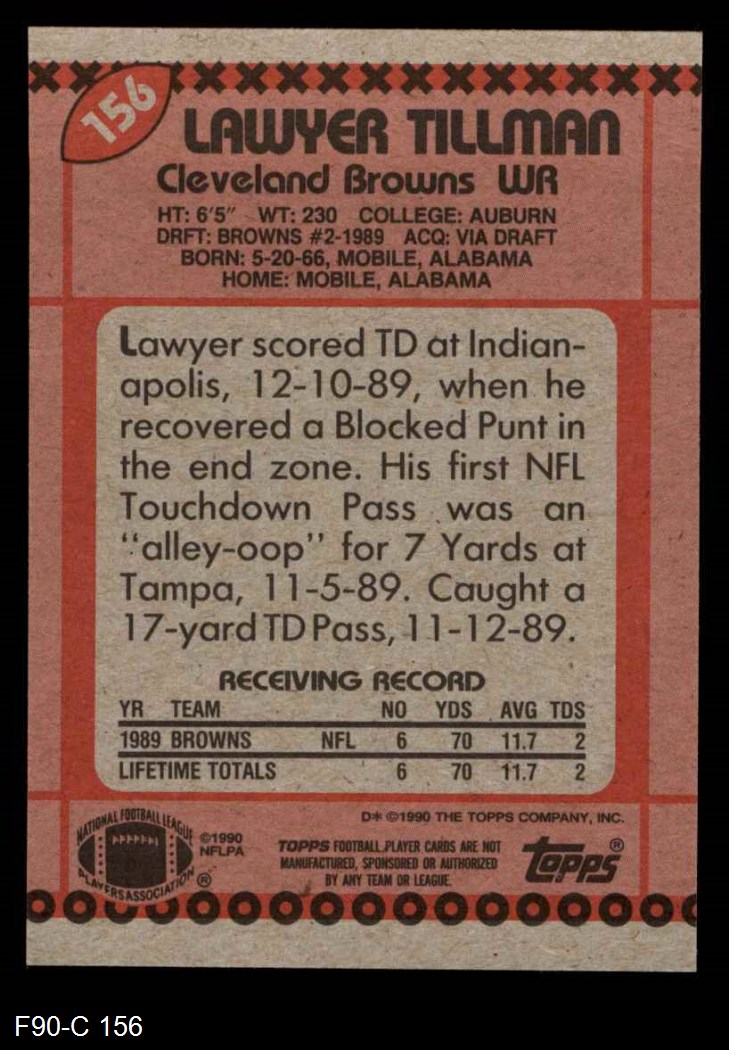 156
LAWYER TILLMAN
Cleveland Browns WR
HT: 6'5" WT: 230 COLLEGE: AUBURN
DRFT: BROWNS #2-1989 ACQ: VIA DRAFT
BORN: 5-20-66, MOBILE, ALABAMA
HOME: MOBILE, ALABAMA
Lawyer scored TD at Indian-
apolis, 12-10-89, when he
recovered a Blocked Punt in
the end zone. His first NFL
Touchdown Pass was an
"alley-oop" for 7 Yards at
Tampa, 11-5-89. Caught a
17-yard TD Pass, 11-12-89.
RECEIVING RECORD
YR TEAM NO YDS AVG TDS
1989 BROWNS NFL 6 70 11.7 2
LIFETIME TOTALS 6 70 11.7 2
D* ©1990 THE TOPPS COMPANY, INC.
NATIONAL FOOTBALL LEAGUE
PLAYERS ASSOCIATION ®
©1990
NFLPA
TOPPS FOOTBALL PLAYER CARDS ARE NOT
MANUFACTURED, SPONSORED OR AUTHORIZED
BY ANY TEAM OR LEAGUE.
topps®
F90-C 156